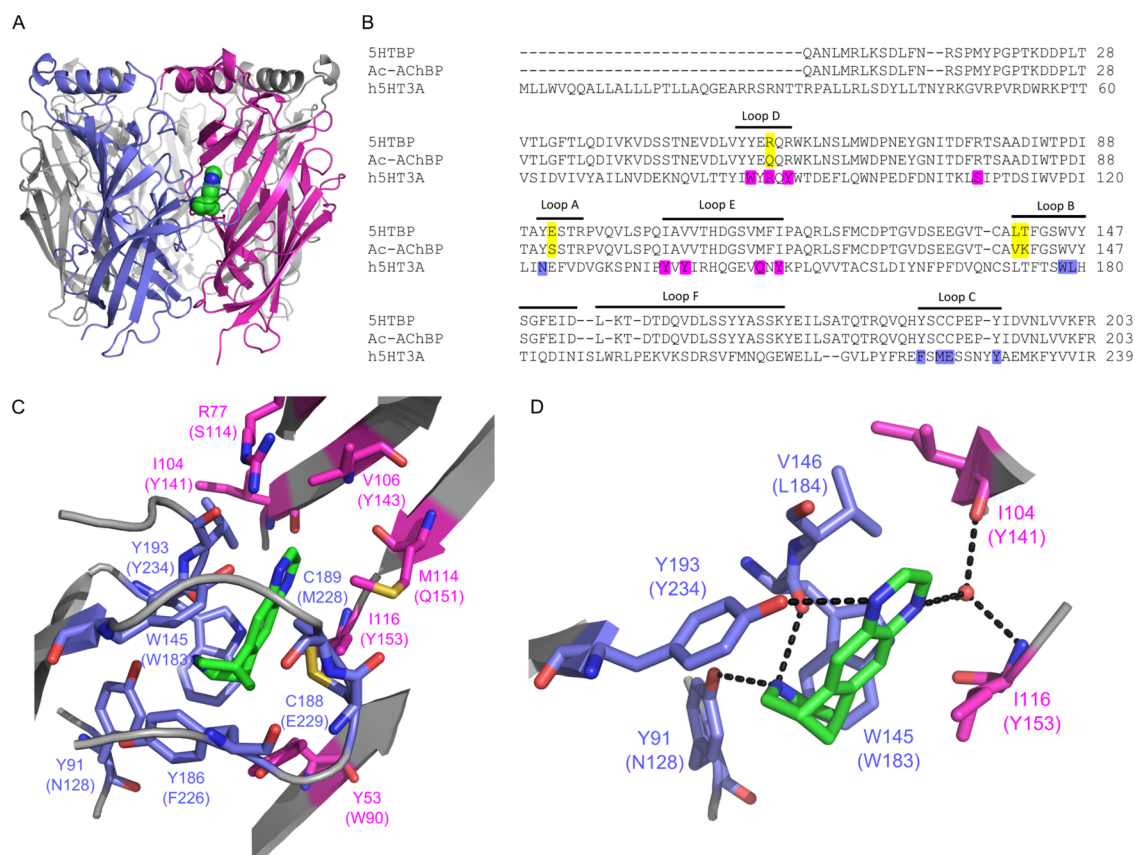 A
B
5HTBP ------------------------------QANLMRLKSDLFN--RSPMYPGPTKDDPLT 28
Ac-AChBP ------------------------------QANLMRLKSDLFN--RSPMYPGPTKDDPLT 28
h5HT3A MLLWVQQALLALLLPTLLAQGEARRSRNTTRPALLRLSDYLLTNYRKGVRPVRDWRKPTT 60
Loop D
5HTBP VTLGFTLQDIVKVDSSTNEVDLVYYERQRWKLNSLMWDPNEYGNITDFRTSAADIWTPDI 88
Ac-AChBP VTLGFTLQDIVKVDSSTNEVDLVYYEQQRWKLNSLMWDPNEYGNITDFRTSAADIWTPDI 88
h5HT3A VSIDVIVYAILNVDEKNQVLTTYIWYRQYWTDEFLQWNPEDFDNITKLSIPTDSIWVPDI 120
Loop A Loop E Loop B
5HTBP TAYESTRPVQVLSPQIAVVTHDGSVMFIPAQRLSFMCDPTGVDSEEGVT-CALTFGSWVY 147
Ac-AChBP TAYSSTRPVQVLSPQIAVVTHDGSVMFIPAQRLSFMCDPTGVDSEEGVT-CAVKFGSWVY 147
h5HT3A LINEFVDVGKSPNIPYVYIRHQGEVQNYKPLQVVTACSLDIYNFPFDVQNCSLTFTSWLH 180
Loop F Loop C
5HTBP SGFEID--L-KT-DTDQVDLSSYYASSKYEILSATQTRQVQHYSCCPEP-YIDVNLVVKFR 203
Ac-AChBP SGFEID--L-KT-DTDQVDLSSYYASSKYEILSATQTRQVQHYSCCPEP-YIDVNLVVKFR 203
h5HT3A TIQDINISLWRLPEKVKSDRSVFMNQGEWELL--GVLPYFREFSMESSNYYAEMKFYVVIR 239
C
R77
(S114)
I104
(Y141)
V106
(Y143)
Y193
(Y234)
C189
(M228)
M114
(Q151)
W145
(W183)
I116
(Y153)
C188
(E229)
Y91
(N128)
Y186
(F226)
Y53
(W90)
D
V146
(L184)
I104
(Y141)
Y193
(Y234)
I116
(Y153)
Y91
(N128)
W145
(W183)